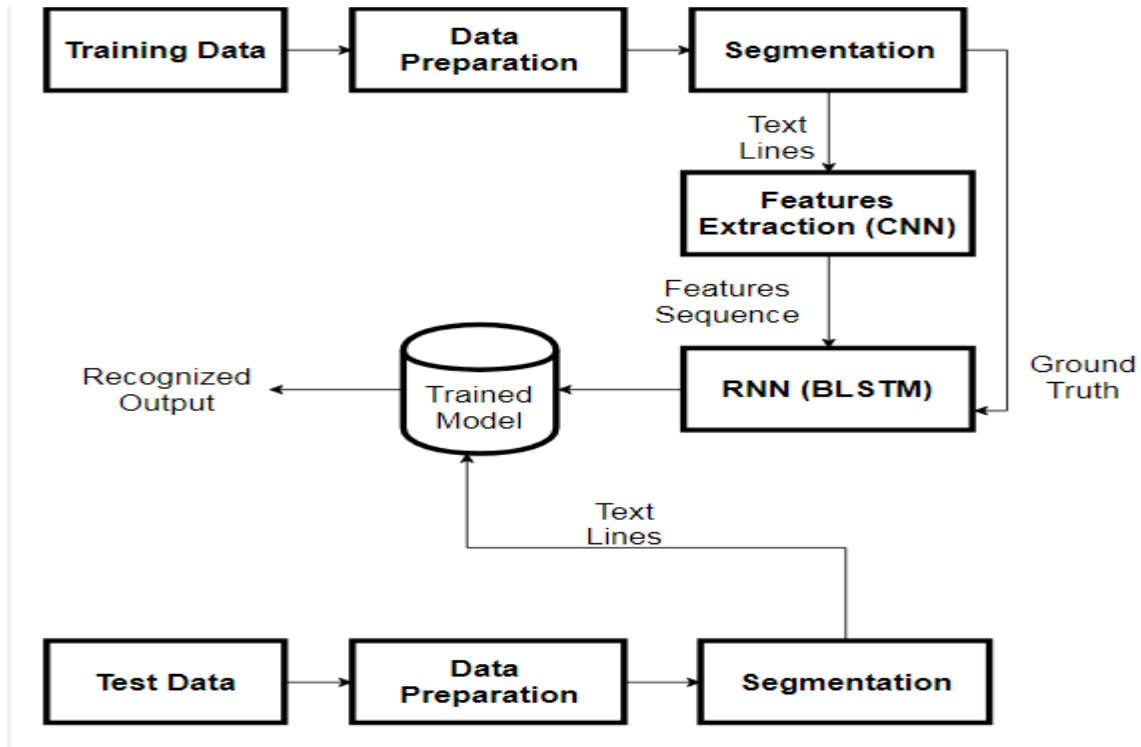 Training Data
Data
Preparation
Segmentation
Text
Lines
Features
Extraction (CNN)
Features
Sequence
Ground
Truth
RNN (BLSTM)
Trained
Model
Recognized
Output
Text
Lines
Test Data
Data
Preparation
Segmentation